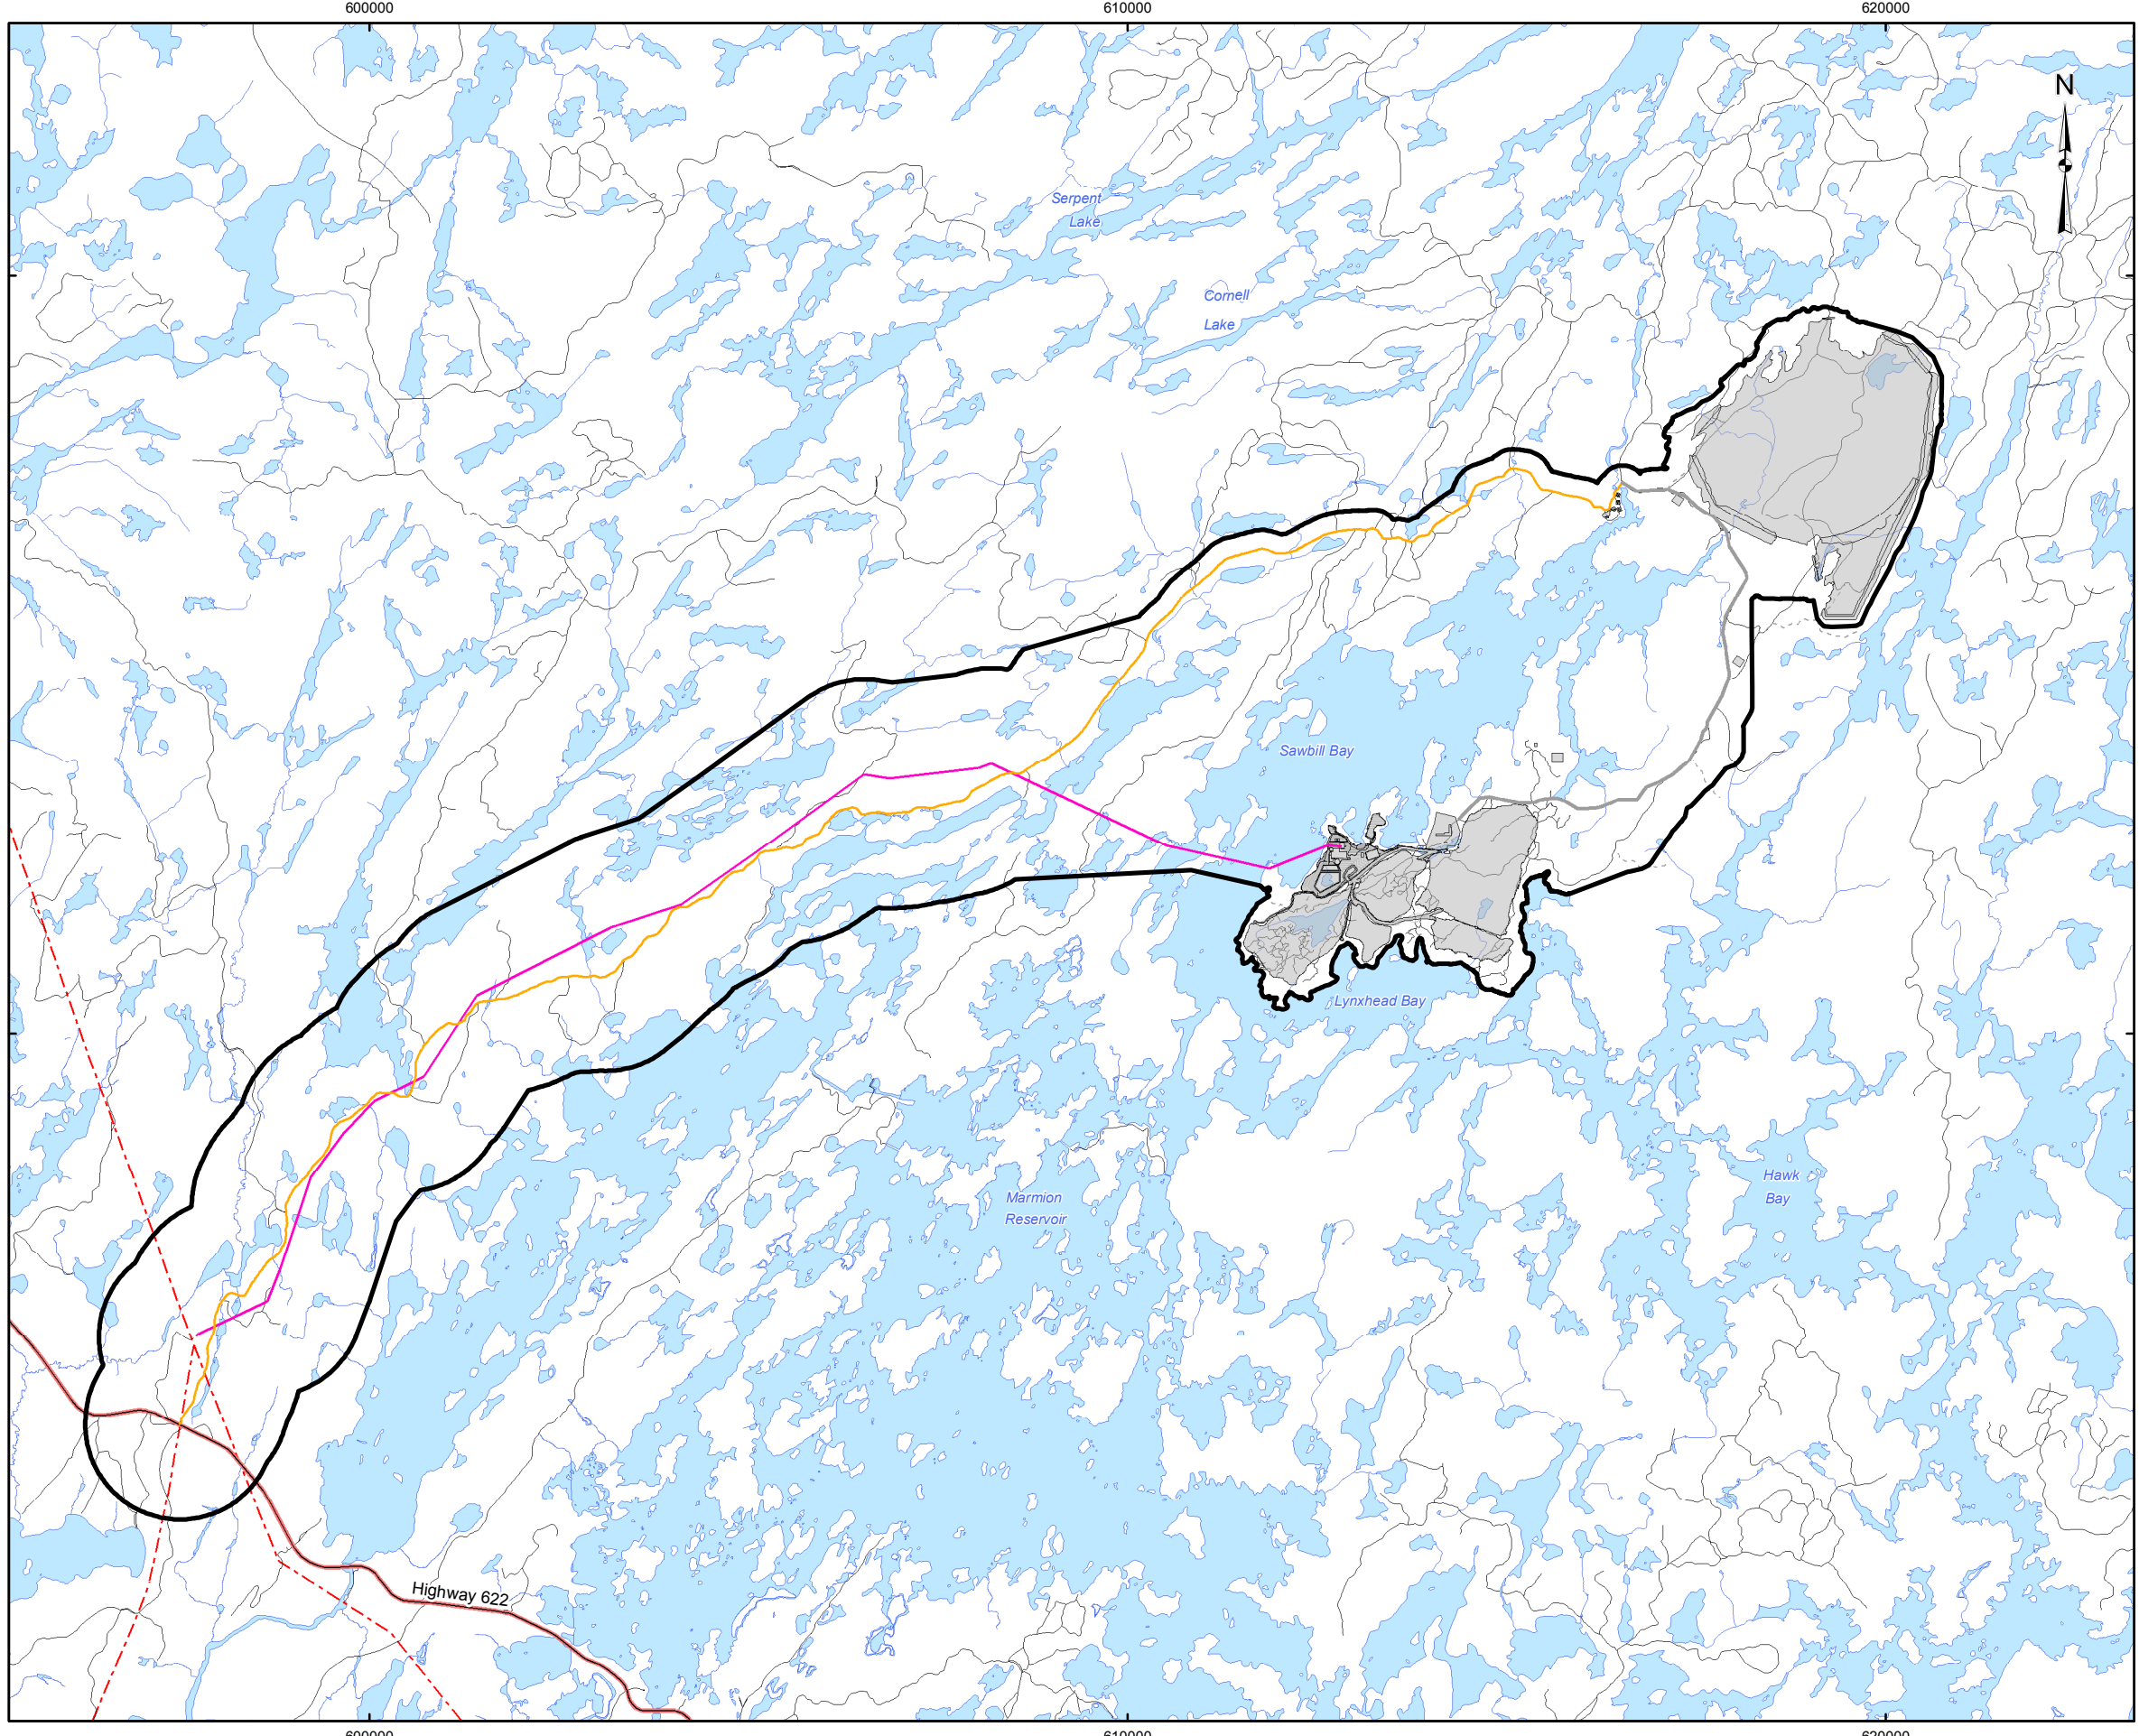 600000
610000
620000
N
Serpent
Lake
Cornell
Lake
Sawbill Bay
Lynxhead Bay
Hawk
Bay
Marmion
Reservoir
Highway 622
600000
610000
620000